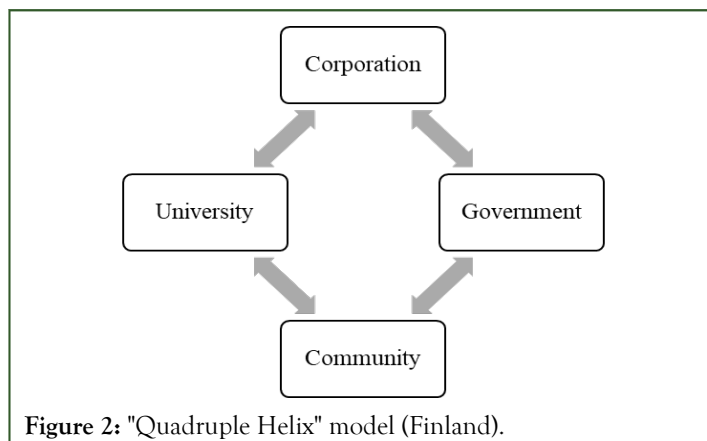 Corporation
University
Government
Community
Figure 2: "Quadruple Helix" model (Finland).